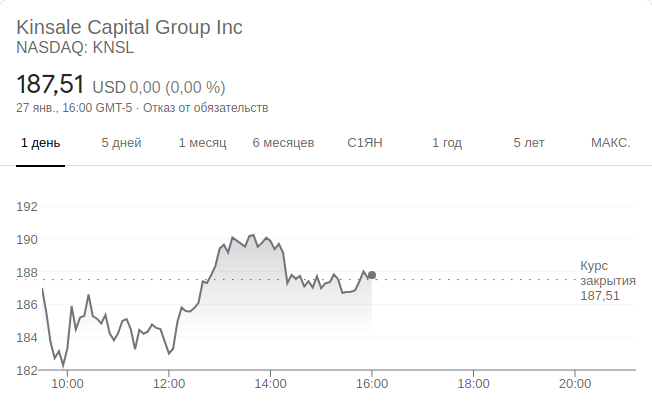 Kinsale Capital Group Inc
NASDAQ: KNSL
187,51 USD 0,00 (0,00 %)
27 янв., 16:00 GMT-5 · Отказ от обязательств
1 день 5 дней 1 месяц 6 месяцев С1ЯН 1 год 5 лет МАКС.
192
190
188
186
184
182
Курс
закрытия
187,51
10:00 12:00 14:00 16:00 18:00 20:00